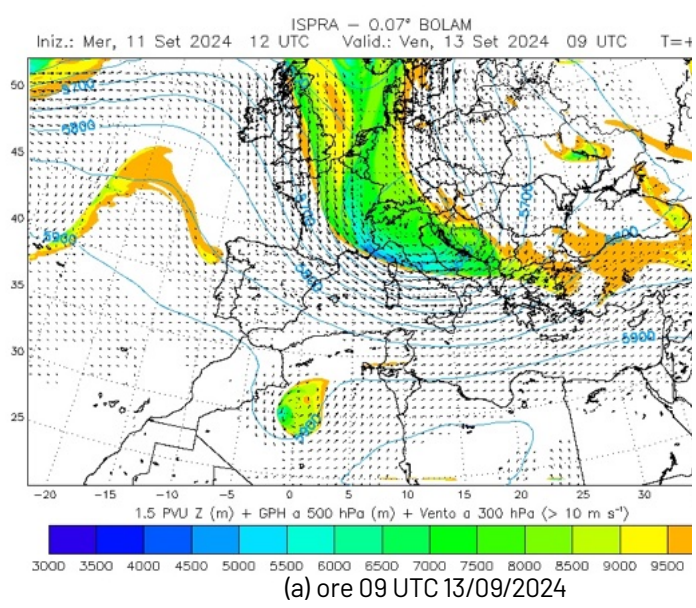 ISPRA – 0.07° BOLAM
Iniz.: Mer, 11 Set 2024 12 UTC Valid.: Ven, 13 Set 2024 09 UTC T=+
50
45
40
35
30
25
5700
5800
5900
5700
5900
5900
-20 -15 -10 -5 0 5 10 15 20 25 30
1.5 PVU Z (m) + GPH a 500 hPa (m) + Vento a 300 hPa (> 10 m s⁻¹)
3000 3500 4000 4500 5000 5500 6000 6500 7000 7500 8000 8500 9000 9500
(a) ore 09 UTC 13/09/2024